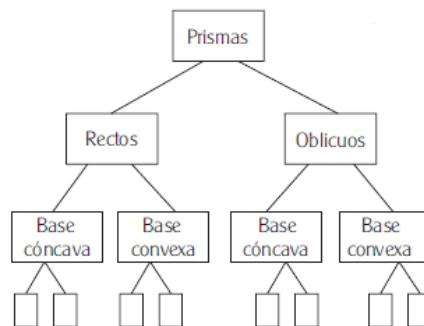 Prismas
Rectos
Oblicuos
Base
cóncava
Base
convexa
Base
cóncava
Base
convexa